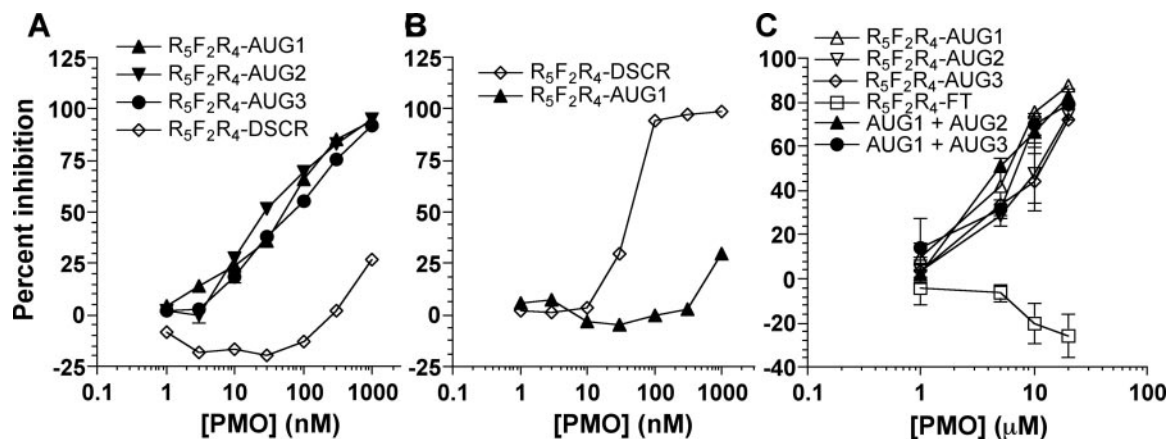 A
R₅F₂R₄-AUG1
R₅F₂R₄-AUG2
R₅F₂R₄-AUG3
R₅F₂R₄-DSCR
Percent inhibition
125
100
75
50
25
0
-25
0.1 1 10 100 1000
[PMO] (nM)
B
R₅F₂R₄-DSCR
R₅F₂R₄-AUG1
125
100
75
50
25
0
-25
0.1 1 10 100 1000
[PMO] (nM)
C
R₅F₂R₄-AUG1
R₅F₂R₄-AUG2
R₅F₂R₄-AUG3
R₅F₂R₄-FT
AUG1 + AUG2
AUG1 + AUG3
100
80
60
40
20
0
-20
-40
0.1 1 10 100
[PMO] (μM)